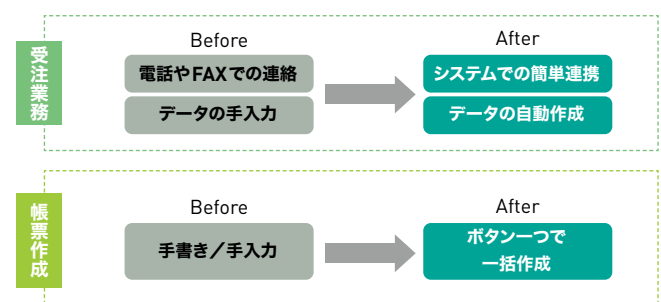 受注業務
Before
After
電話やFAXでの連絡
システムでの簡単連携
データの手入力
データの自動作成
帳票作成
Before
After
手書き／手入力
ボタン一つで
一括作成